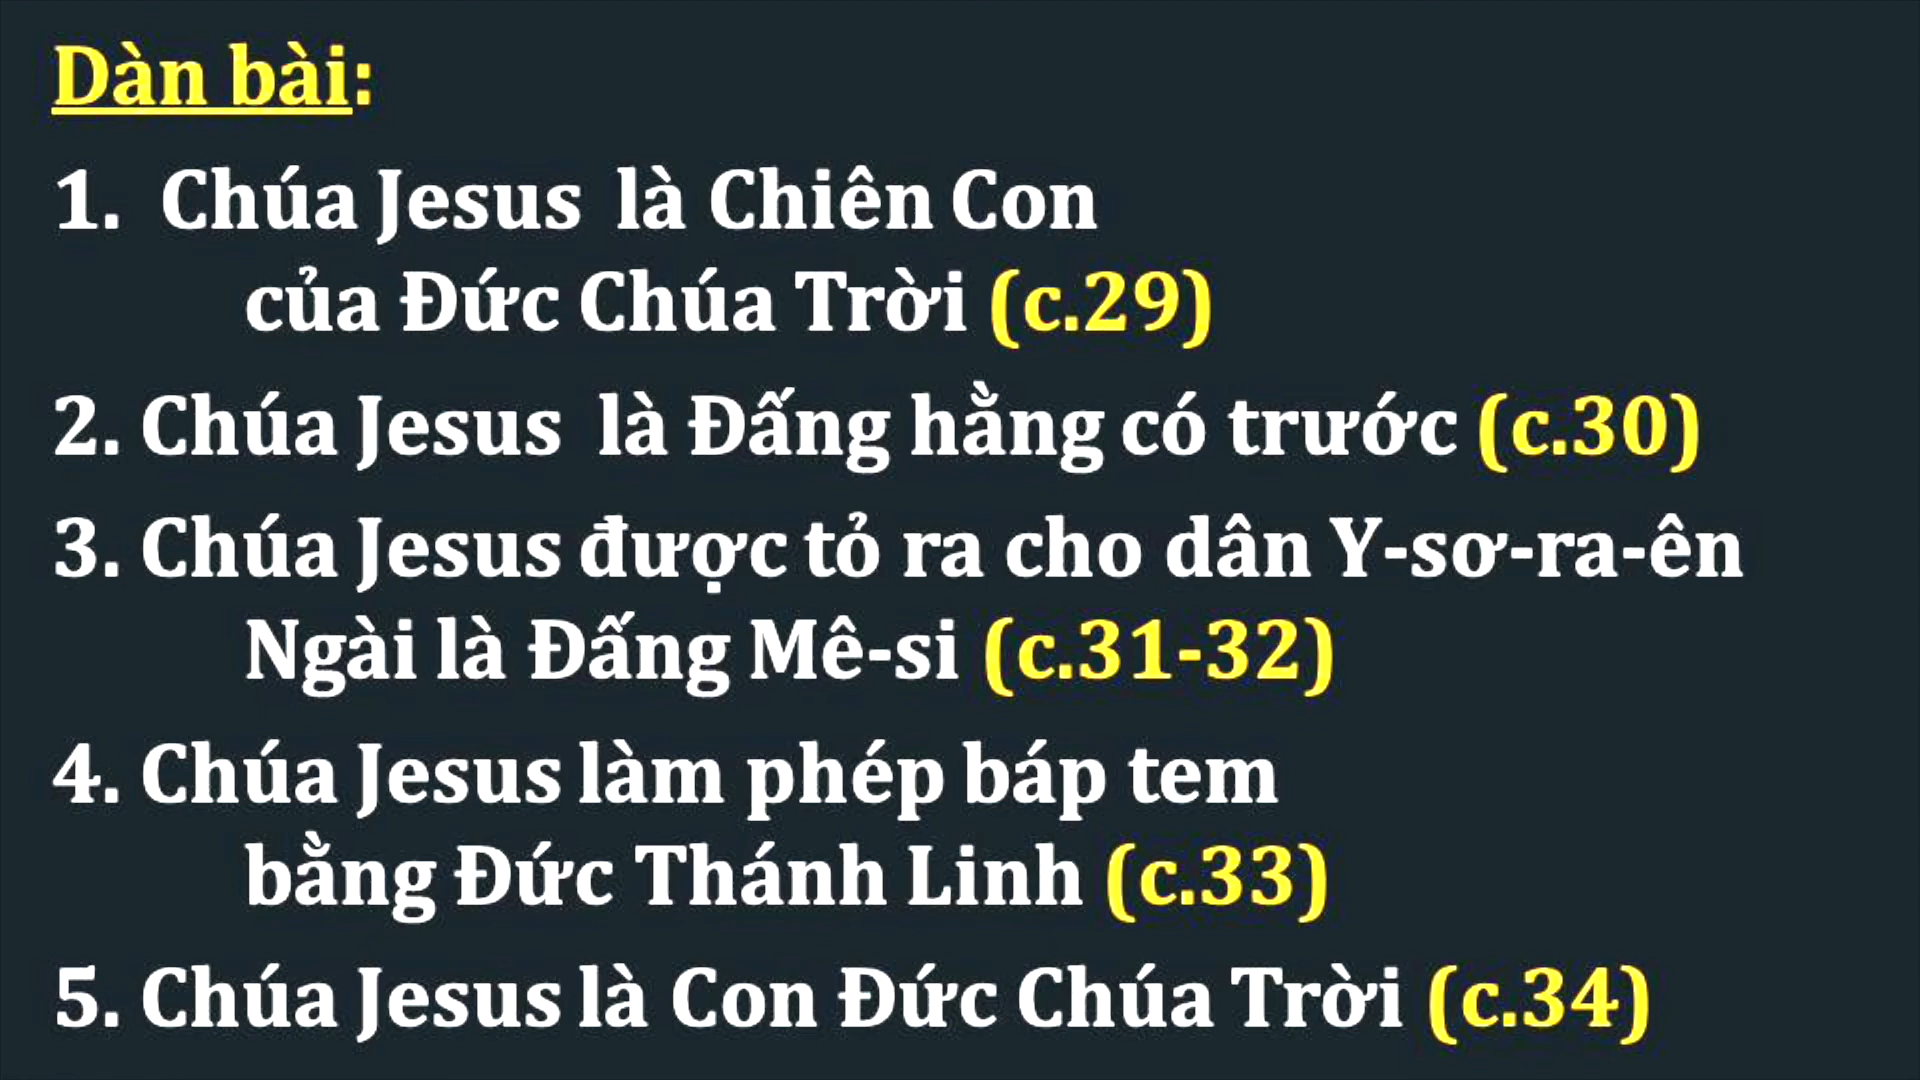 Dàn bài:
1. Chúa Jesus là Chiên Con
của Đức Chúa Trời (c.29)
2. Chúa Jesus là Đấng hằng có trước (c.30)
3. Chúa Jesus được tỏ ra cho dân Y-sơ-ra-ên
Ngài là Đấng Mê-si (c.31-32)
4. Chúa Jesus làm phép báp tem
bằng Đức Thánh Linh (c.33)
5. Chúa Jesus là Con Đức Chúa Trời (c.34)